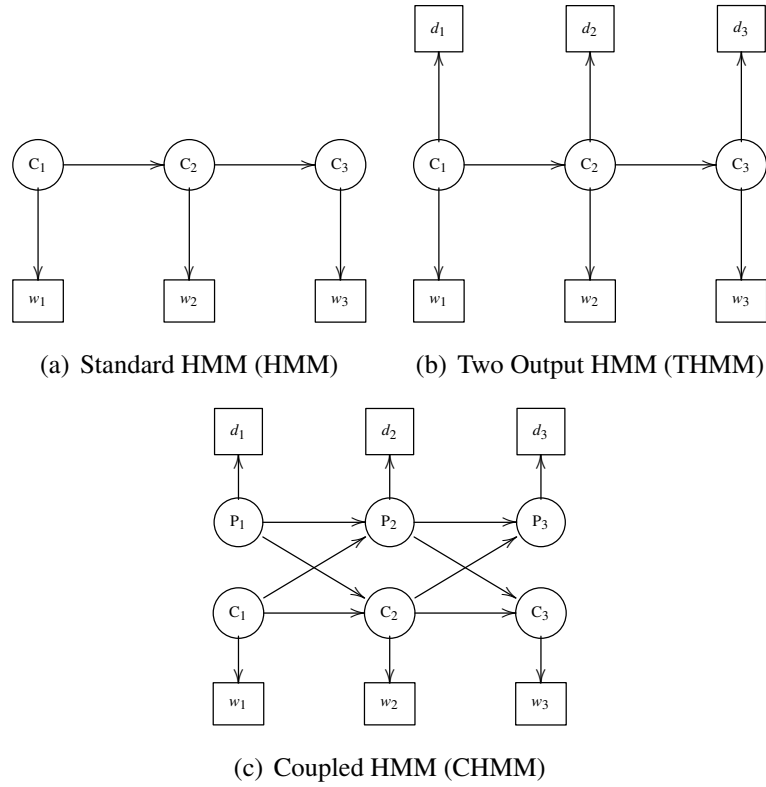 d₁ d₂ d₃
C₁ C₂ C₃ C₁ C₂ C₃
w₁ w₂ w₃ w₁ w₂ w₃
(a) Standard HMM (HMM) (b) Two Output HMM (THMM)
d₁ d₂ d₃
P₁ P₂ P₃
C₁ C₂ C₃
w₁ w₂ w₃
(c) Coupled HMM (CHMM)